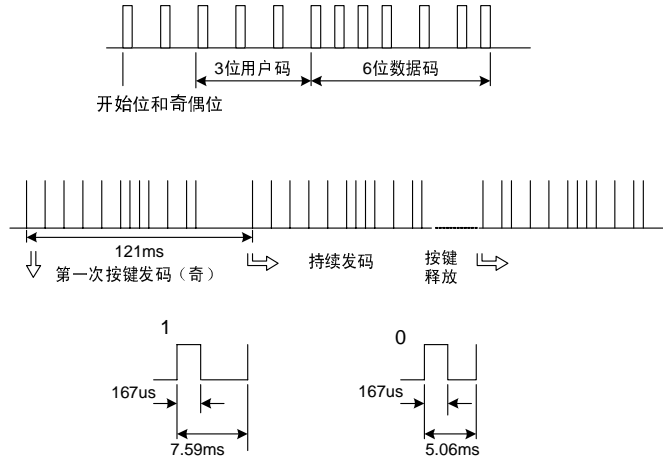 3位用户码 6位数据码
开始位和奇偶位
121ms
第一次按键发码（奇） 持续发码 按键
释放
1 0
167us 167us
7.59ms 5.06ms